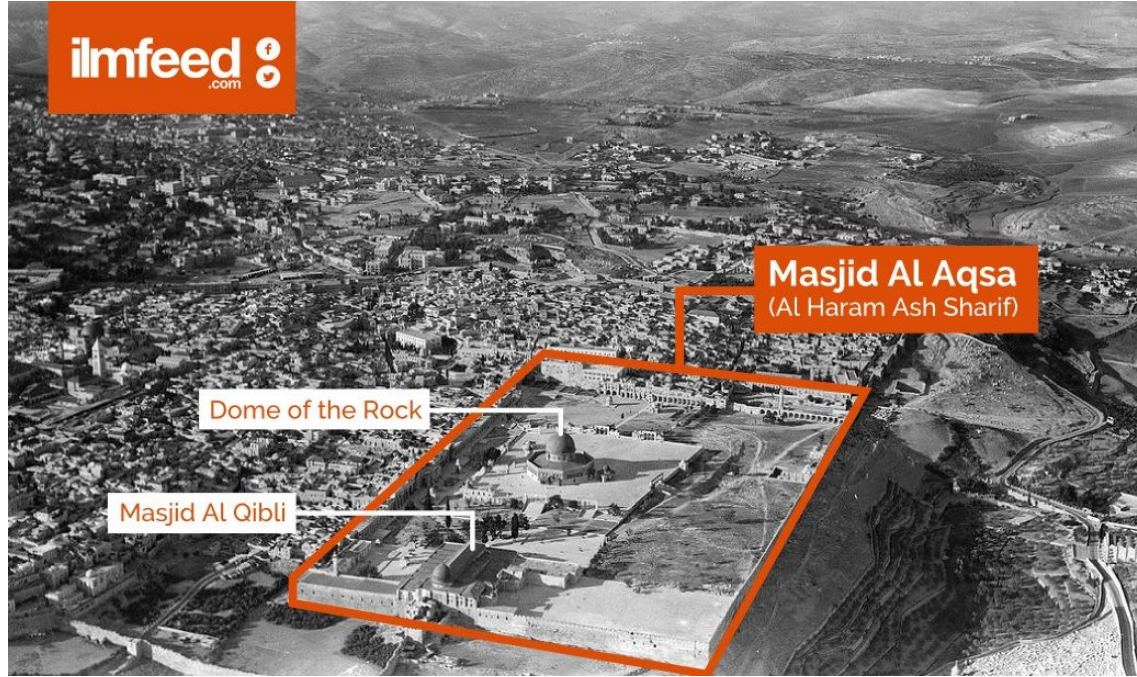 ilmfeed
.com
Masjid Al Aqsa
(Al Haram Ash Sharif)
Dome of the Rock
Masjid Al Qibli